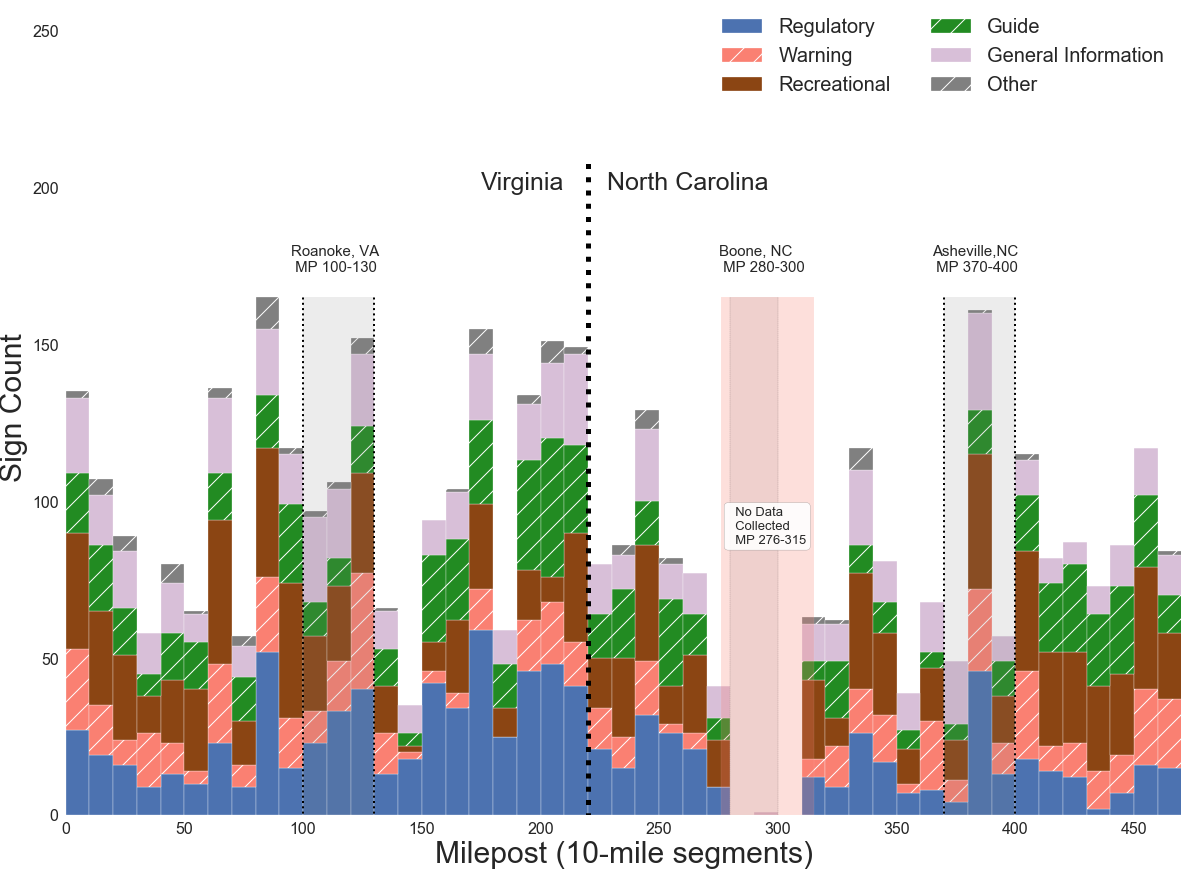 Regulatory
Warning
Recreational
Guide
General Information
Other
250
200
150
100
50
0
Sign Count
Virginia
North Carolina
Roanoke, VA
MP 100-130
Boone, NC
MP 280-300
Asheville,NC
MP 370-400
No Data
Collected
MP 276-315
0 50 100 150 200 250 300 350 400 450
Milepost (10-mile segments)